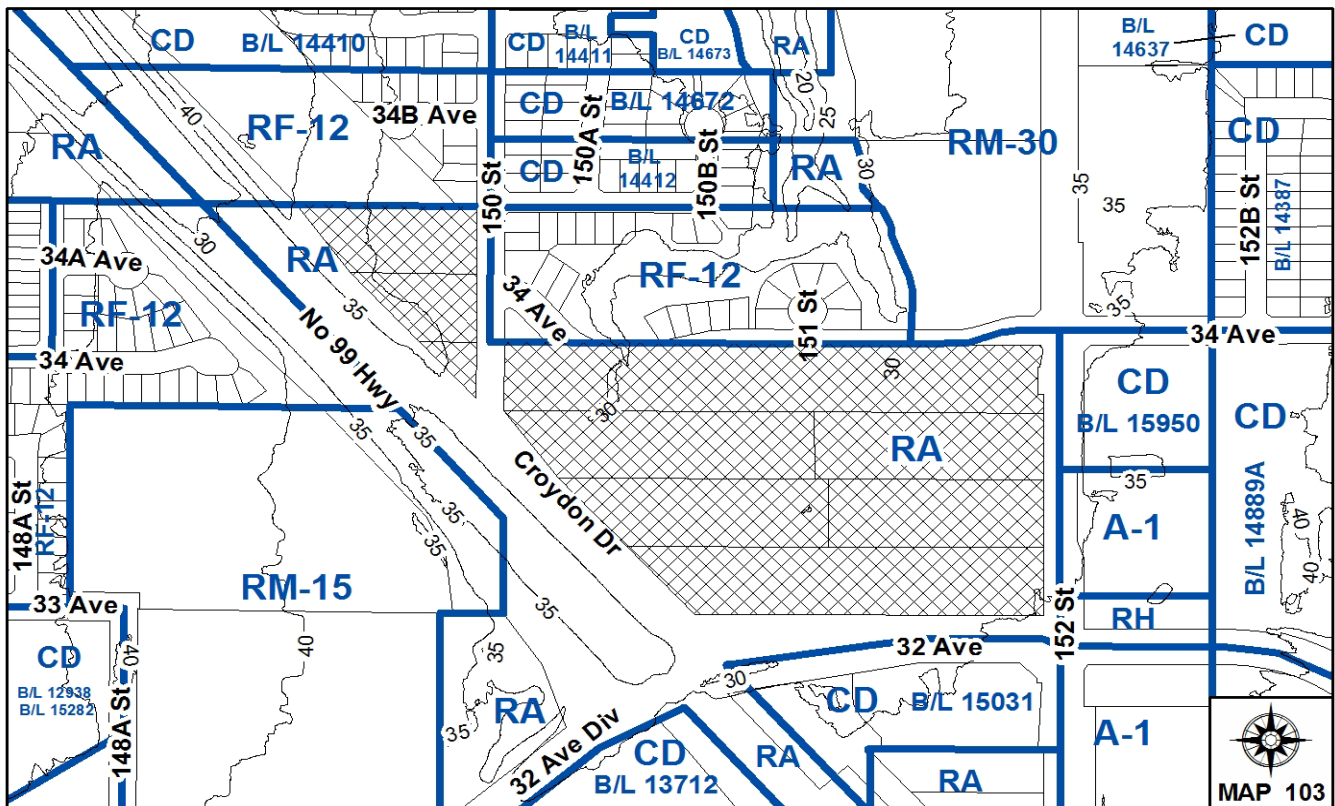 CD
B/L 14410
CD
B/L
14411
CD
B/L 14673
RA
B/L
14637
CD
20
40
34B Ave
RF-12
RA
CD
150A St
B/L 14672
25
RM-30
CD
CD
B/L
14412
150B St
RA
30
35
35
152B St
B/L 14387
150 St
30
34A Ave
RA
RF-12
RF-12
35
No 99 Hwy
34 Ave
151 St
35
34 Ave
34 Ave
30
CD
B/L 15950
30
CD
35
35
RA
148A St
RF-12
Croydon Dr
35
35
35
A-1
B/L 14889A
40
40
RM-15
35
33 Ave
40
RH
152 St
32 Ave
CD
B/L 12938
B/L 15282
40
148A St
35
30
RA
35
CD
B/L 15031
32 Ave Div
CD
B/L 13712
RA
RA
A-1
MAP 103